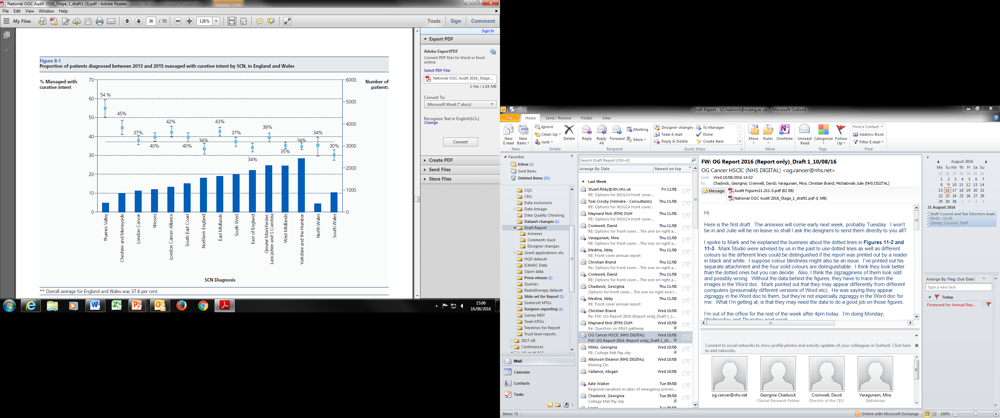 National OGC Audit 2016_Stage_1_draft1 (3).pdf - Adobe Reader
File Edit View Window Help
My Files 36 / 55 126% Tools Sign Comment
Sign In
Export PDF
Adobe ExportPDF
Convert PDF files to Word or Excel
online.
Select PDF File:
National OGC Audit 2016_Stage...
1 file / 1.04 MB
Convert To:
Microsoft Word (*.docx)
Recognize Text in English(U.S.)
Change
Convert
Create PDF
Send Files
Store Files
Figure 8-1
Proportion of patients diagnosed between 2013 and 2015 managed with curative intent by SCN, in England and Wales
% Managed with
curative intent
Number of
patients
70
60
50
40
30
20
10
0
6000
5000
4000
3000
2000
1000
0
54 %
45%
37%
40%
42%
40%
34%
43%
37%
34%
39%
35%
34%
34%
30%
Thames Valley
Cheshire and Merseyside
London Cancer
Wessex
London Cancer Alliance
South East Coast
Northern England
East Midlands
South West
East of England
Greater Manchester,
Lancashire and S Cumbria
West Midlands
Yorkshire and the Humber
North Wales
South Wales
SCN Diagnosis
** Overall average for England and Wales was 37.6 per cent.
15:06
16/08/2016
Draft Report - GChadwick@rcseng.ac.uk - Microsoft Outlook
File Home Send / Receive Folder View
New
E-mail
New
Items
New
Ignore
Clean Up
Junk
Delete
Delete
Reply
Reply
All
Forward
Meeting
More
Respond
Designer changes
Team E-mail
Reply & Delete
To Manager
Done
Create New
Quick Steps
Move
Rules
OneNote
Move
Unread/
Read
Categorize
Follow
Up
Tags
Find a Contact
Address Book
Filter E-mail
Find
Favorites
Inbox (1)
Sent Items
Deleted Items (51)
CQC
CRG
Data exclusions
Data linkage
Data Quality Checking
Dataset changes (1)
Draft Report
Annexes
Comments back
Designer changes
Grant applications etc
HGD dataset
ICNARC Data
Open data
Press release (1)
Queries
Radiotherapy dataset
Slide set for Report (1)
Somerset MTGs
Surgeon reporting (1)
Survey MDT
Team MTGs
Timelines for Report
Trust level reports
2017 AR
Conferences
Mail
Calendar
Contacts
Tasks
Items: 71
Search Draft Report (Ctrl+E)
Arrange By: Date Newest on top
Last Week
Stuart.Riley@sth.nhs.uk Fri 12/08
RE: Options for NOGCA front cover...
Tom Crosby (Velindre - Consultants) Thu 11/08
RE: Options for NOGCA front cover...
Maynard Nick (RTH) OUH Thu 11/08
RE: Options for NOGCA front cover...
Cromwell, David Thu 11/08
RE: Options for front cover... The one on right a...
Varagunam, Mira Thu 11/08
RE: Options for front cover... The one on right a...
Medina, Jibby Thu 11/08
RE: Front cover annual report
Christian Brand Thu 11/08
Re: Options for front cover... The one on right a...
Cromwell, David Thu 11/08
RE: Options for front cover... The one on right a...
Chadwick, Georgina Thu 11/08
Options for front cover... The one on right and l...
Medina, Jibby Thu 11/08
RE: Front cover annual report
Christian Brand Wed 10/08
Re: FW: OG Report 2016 (Report only)_Draft 1_1...
Maynard Nick (RTH) OUH Wed 10/08
Re: Question on ERAS pathway
OG Cancer HSCIC (NHS DIGITAL) Wed 10/08
FW: OG Report 2016 (Report only)_Draft 1_10...
Miller, Georgina Wed 10/08
RE: College Mat Pay slip
Atkinson Eleanor (NHS DIGITAL) Wed 10/08
Moving On
Vallance, Abigail Wed 10/08
Kate Walker Tue 09/08
Regional variation in rates of emergency presen...
Chadwick, Georgina Tue 09/08
College Mat Pay slip
FW: OG Report 2016 (Report only)_Draft 1_10/08/16
OG Cancer HSCIC (NHS DIGITAL) <og.cancer@nhs.net>
Sent: Wed 10/08/2016 14:32
To: Chadwick, Georgina; Cromwell, David; Varagunam, Mira; Christian Brand; Michalowski Julie (NHS DIGITAL)
Message Audit Figures11-211-3.pdf (82 KB)
National OGC Audit 2016_Stage_1_draft1.pdf (1 MB)
Hi
Here is the first draft. The annexes will come early next week, probably Tuesday. I won't
be in and Julie will be on leave so shall I ask the designers to send them directly to you all?
I spoke to Mark and he explained the business about the dotted lines in Figures 11-2 and
11-3. Mark Studio were advised by us in the past to use dotted lines as well as different
colours so the different lines could be distinguished if the report was printed out by a reader
in black and white. I suppose colour blindness might also be an issue. I've printed out his
separate attachment and the four solid colours are distinguishable. I think they look better
than the dotted ones but you can decide. Also, I think the zigzagginess of them look odd
and possibly wrong. Without the data behind the figures, they have to trace from the
images in the Word doc. Mark pointed out that they may appear differently from different
computers (presumably different versions of Word etc). He was saying they appear
zigzaggy in the Word doc to them, but they're not especially zigzaggy in the Word doc for
me. What I'm getting at, is that they may need the data to do a good job on those figures.
I'm out of the office for the rest of the week after 4pm today. I'm doing Monday,
Wednesday and Thursday next week.
Connect to social networks to show profile photos and activity updates of your colleagues in Outlook. Click here
to add networks.
og.cancer@nhs.net
Georgina Chadwick
Clinical Research Fellow
Cromwell, David
Director of the CEU
Varagunam, Mira
Statistician
August 2016
Mo Tu We Th Fr Sa Su
25 26 27 28 29 30 31
1 2 3 4 5 6 7
8 9 10 11 12 13 14
15 16 17 18 19 20 21
22 23 24 25 26 27 28
29 30 31 1 2 3 4
31 August 2016
Staff Council and the Directors team
09:00 - 10:30
Library; Council, Staff
Arrange By: Flag: Due Date
Type a new task
Today
Foreword for Annual Rep...
Online with Microsoft Exchange 100%